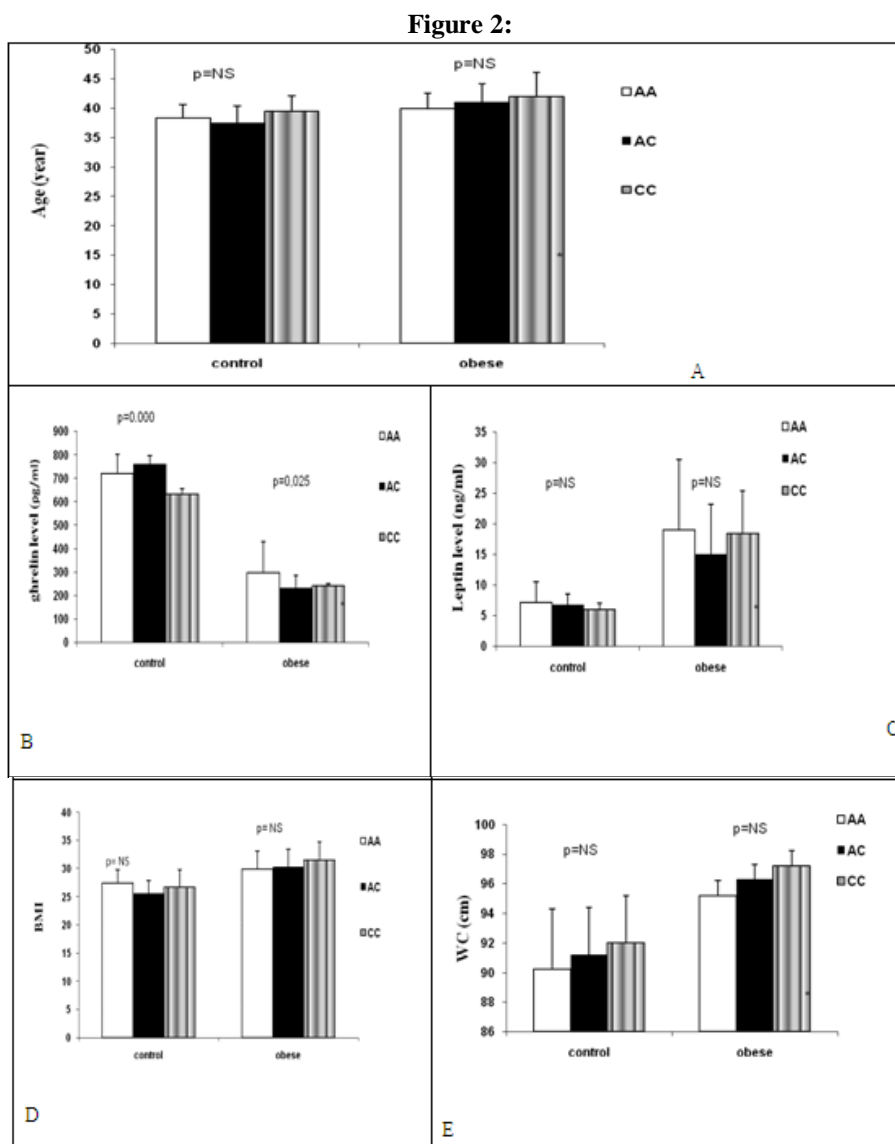 Figure 2:
50
45
40
35
30
25
20
15
10
5
0
Age (year)
p=NS
p=NS
control
obese
AA
AC
CC
A
p=0.000
900
800
700
600
500
400
300
200
100
0
ghrelin level (pg/ml)
p=0.025
control
obese
AA
AC
CC
B
35
30
25
20
15
10
5
0
Leptin level (ng/ml)
p=NS
p=NS
control
obese
AA
AC
CC
C
40
35
30
25
20
15
10
5
0
BMI
p= NS
p= NS
control
obese
AA
AC
CC
D
100
98
96
94
92
90
88
86
WC (cm)
p=NS
p=NS
control
obese
AA
AC
CC
E